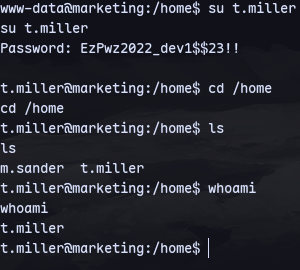 www-data@marketing:/home$ su t.miller
su t.miller
Password: EzPwz2022_dev1$$23!!
t.miller@marketing:/home$ cd /home
cd /home
t.miller@marketing:/home$ ls
ls
m.sander  t.miller
t.miller@marketing:/home$ whoami
whoami
t.miller
t.miller@marketing:/home$